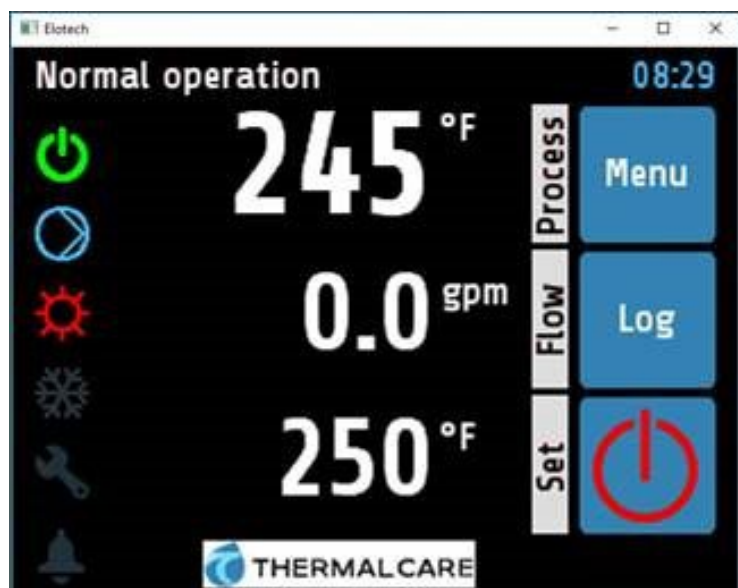 Elotech
Normal operation 08:29
245 °F Process Menu
0.0 gpm Flow Log
250 °F Set
THERMALCARE